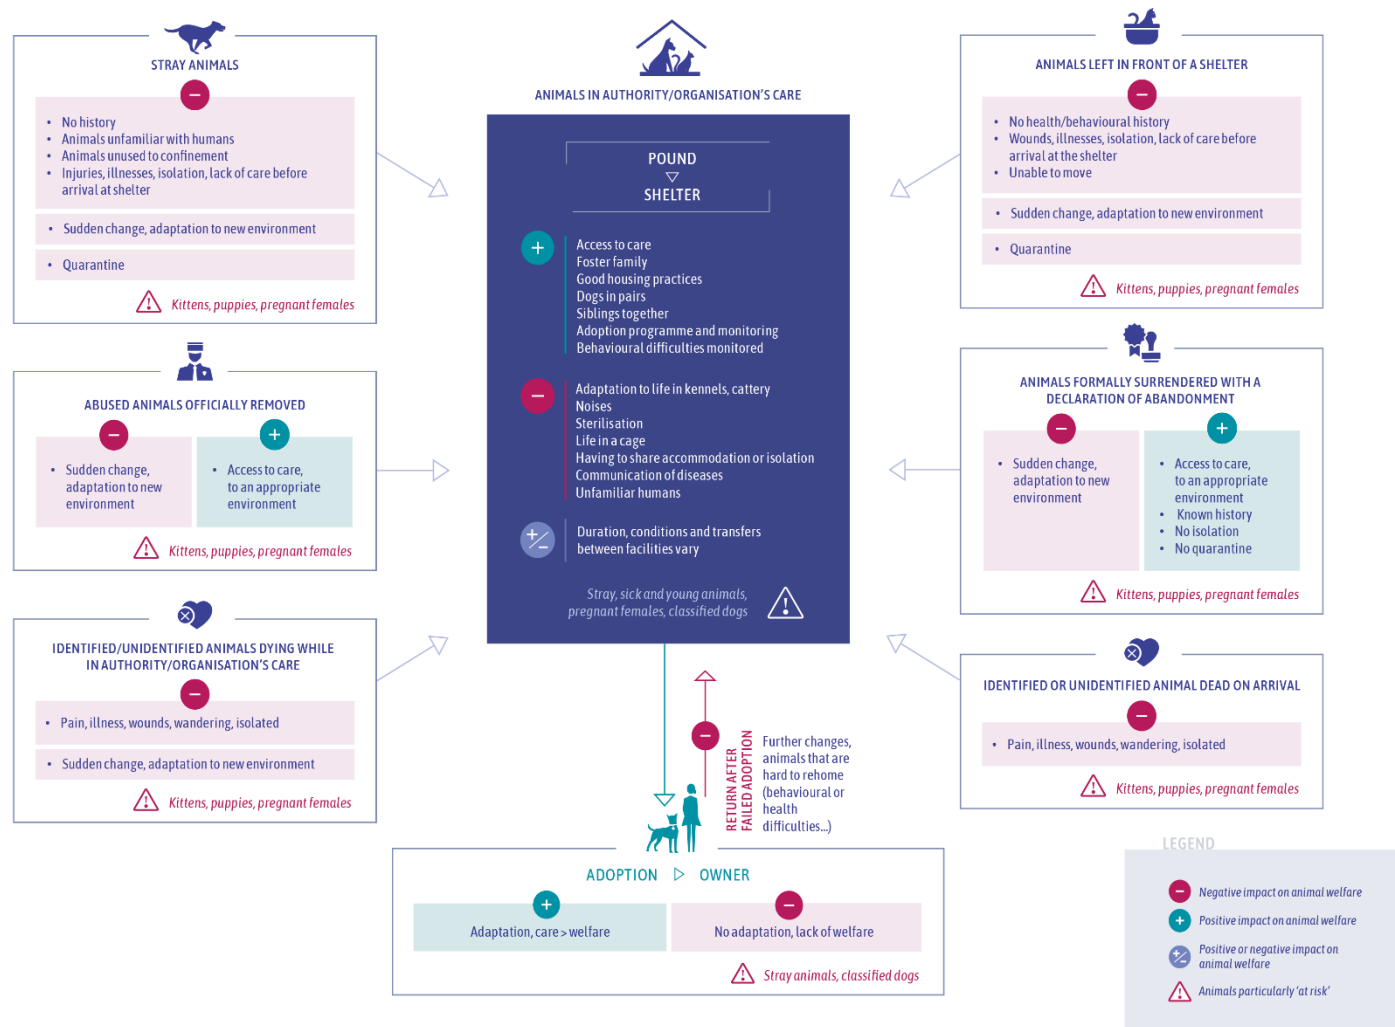 STRAY ANIMALS
• No history
• Animals unfamiliar with humans
• Animals unused to confinement
• Injuries, illnesses, isolation, lack of care before
arrival at shelter
• Sudden change, adaptation to new environment
• Quarantine
Kittens, puppies, pregnant females
ABUSED ANIMALS OFFICIALLY REMOVED
• Sudden change,
adaptation to new
environment
• Access to care,
to an appropriate
environment
Kittens, puppies, pregnant females
IDENTIFIED/UNIDENTIFIED ANIMALS DYING WHILE
IN AUTHORITY/ORGANISATION'S CARE
• Pain, illness, wounds, wandering, isolated
• Sudden change, adaptation to new environment
Kittens, puppies, pregnant females
ANIMALS IN AUTHORITY/ORGANISATION'S CARE
POUND
SHELTER
Access to care
Foster family
Good housing practices
Dogs in pairs
Siblings together
Adoption programme and monitoring
Behavioural difficulties monitored
Adaptation to life in kennels, cattery
Noises
Sterilisation
Life in a cage
Having to share accommodation or isolation
Communication of diseases
Unfamiliar humans
Duration, conditions and transfers
between facilities vary
Stray, sick and young animals,
pregnant females, classified dogs
RETURN AFTER
FAILED ADOPTION
Further changes,
animals that are
hard to rehome
(behavioural or
health
difficulties...)
ADOPTION ▷ OWNER
Adaptation, care > welfare
No adaptation, lack of welfare
Stray animals, classified dogs
ANIMALS LEFT IN FRONT OF A SHELTER
• No health/behavioural history
• Wounds, illnesses, isolation, lack of care before
arrival at the shelter
• Unable to move
• Sudden change, adaptation to new environment
• Quarantine
Kittens, puppies, pregnant females
ANIMALS FORMALLY SURRENDERED WITH A
DECLARATION OF ABANDONMENT
• Sudden change,
adaptation to new
environment
• Access to care,
to an appropriate
environment
• Known history
• No isolation
• No quarantine
Kittens, puppies, pregnant females
IDENTIFIED OR UNIDENTIFIED ANIMAL DEAD ON ARRIVAL
• Pain, illness, wounds, wandering, isolated
Kittens, puppies, pregnant females
LEGEND
Negative impact on animal welfare
Positive impact on animal welfare
Positive or negative impact on
animal welfare
Animals particularly 'at risk'